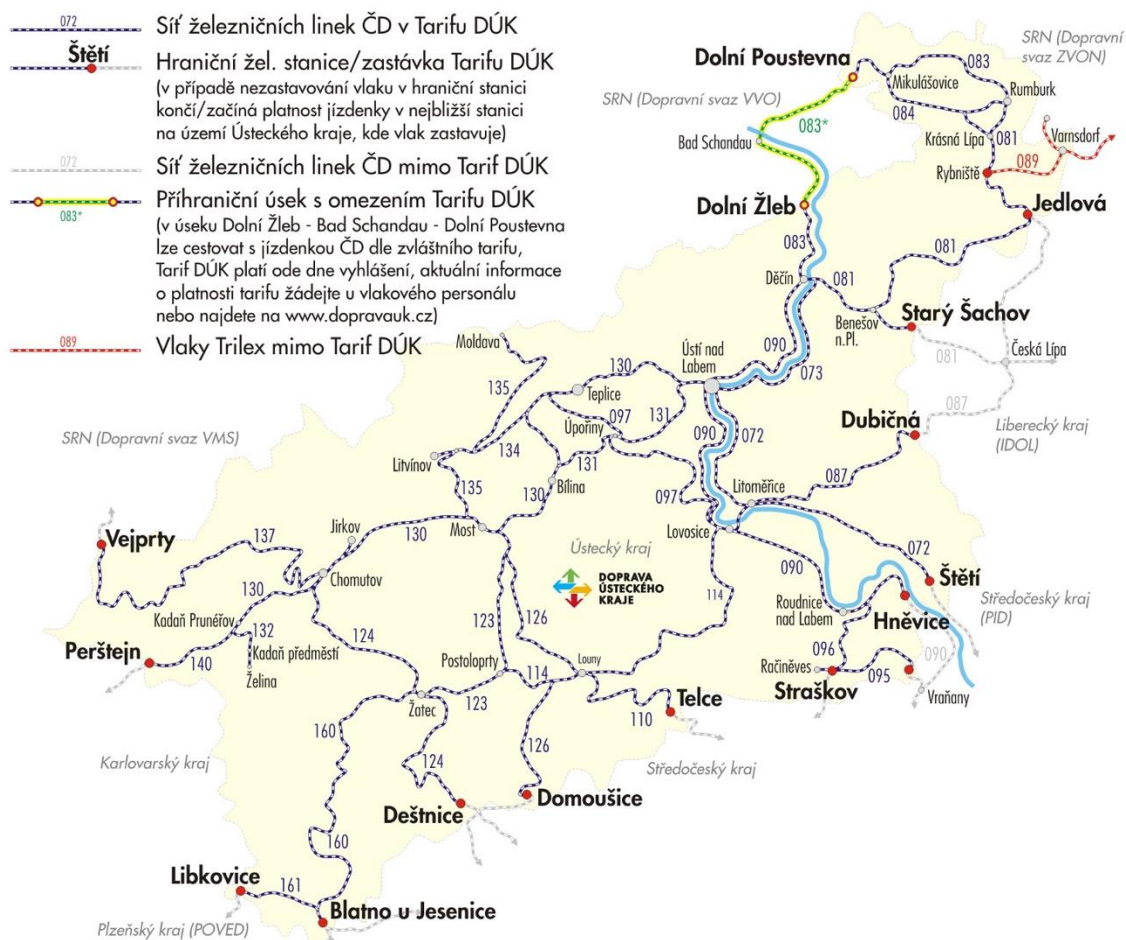 072
Síť železničních linek ČD v Tarifu DÚK
Štětí
Hraniční žel. stanice/zastávka Tarifu DÚK
(v případě nezastavování vlaku v hraniční stanici
končí/začíná platnost jízdenky v nejbližší stanici
na území Ústeckého kraje, kde vlak zastavuje)
072
Síť železničních linek ČD mimo Tarif DÚK
Příhraniční úsek s omezením Tarifu DÚK
083*
(v úseku Dolní Žleb - Bad Schandau - Dolní Poustevna
lze cestovat s jízdenkou ČD dle zvláštního tarifu,
Tarif DÚK platí ode dne vyhlášení, aktuální informace
o platnosti tarifu žádejte u vlakového personálu
nebo najdete na www.dopravauk.cz)
089
Vlaky Trilex mimo Tarif DÚK
SRN (Dopravní
svaz ZVON)
Dolní Poustevna
083
Mikulášovice
Rumburk
SRN (Dopravní svaz VVO)
084
083*
Bad Schandau
Krásná Lípa
081
Varnsdorf
089
Rybniště
Dolní Žleb
Jedlová
083
081
Děčín
081
Benešov
n.Pl.
Starý Šachov
081
Česká Lípa
Moldava
130
Ústí nad
Labem
090
073
135
Teplice
087
097
131
Úpořiny
090
072
Dubičná
Liberecký kraj
(IDOL)
SRN (Dopravní svaz VMS)
Litvínov
134
131
Bílina
087
135
130
097
Litoměřice
Most
Lovosice
Jirkov
130
137
Vejprty
Chomutov
Ústecký kraj
DOPRAVA
ÚSTECKÉHO
KRAJE
072
090
Štětí
130
114
Kadaň Prunéřov
Roudnice
nad Labem
Hněvice
Středočeský kraj
(PID)
132
124
123
126
Kadaň předměstí
096
090
Perštejn
140
Želina
Postoloprty
114
Louny
Račiněves
095
Straškov
Vraňany
Žatec
123
110
Telce
160
126
Karlovarský kraj
124
Středočeský kraj
Deštnice
Domoušice
160
Libkovice
161
Blatno u Jesenice
Plzeňský kraj (POVED)